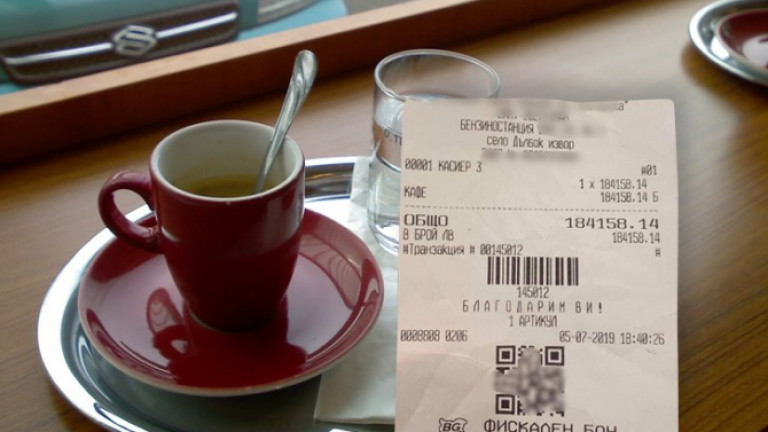 БЕНЗИНОСТАНЦИЯ
село Дълбок извор
00001 КАСИЕР 3 #01
1 x 184158.14
КАФЕ 184158.14 Б
ОБЩО 184158.14
В БРОЙ ЛВ 184158.14
#Транзакция # 00145012 #
145012
БЛАГОДАРИМ ВИ!
1 АРТИКУЛ
0008808 0206 05-07-2019 18:40:26
BG ФИСКАЛЕН БОН